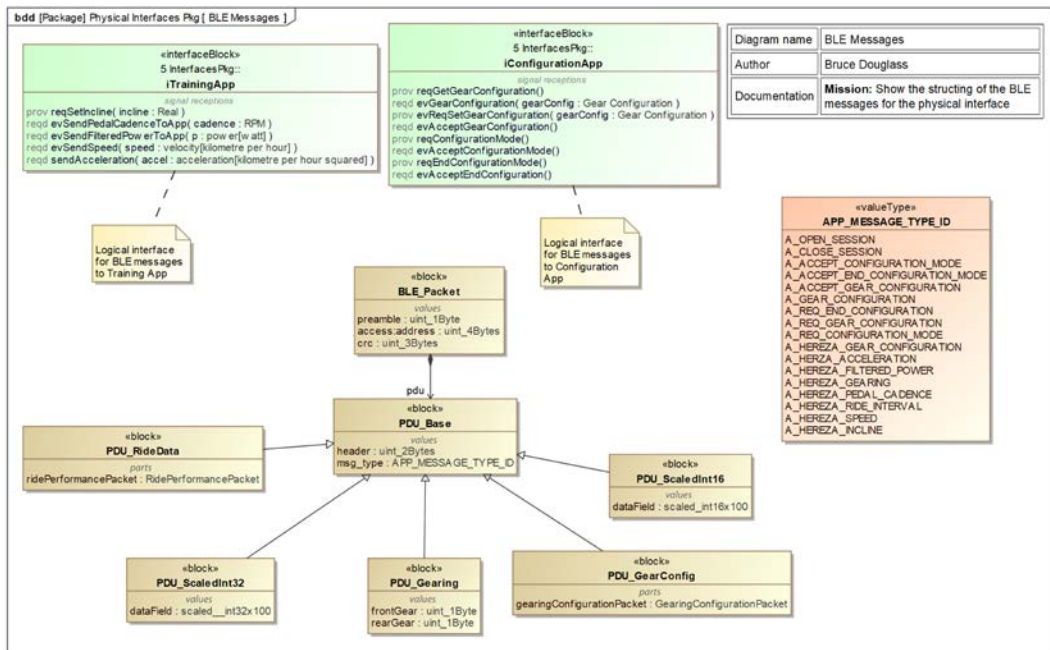 bdd [Package] Physical Interfaces Pkg [ BLE Messages ]
«interfaceBlock»
5 InterfacesPkg::
iTrainingApp
signal receptions
prov reqSetIncline( incline : Real )
reqd evSendPedalCadenceToApp( cadence : RPM )
reqd evSendFilteredPowerToApp( p : power[watt] )
reqd evSendSpeed( speed : velocity[kilometre per hour] )
reqd sendAcceleration( accel : acceleration[kilometre per hour squared] )
«interfaceBlock»
5 InterfacesPkg::
iConfigurationApp
signal receptions
prov reqGetGearConfiguration()
reqd evGearConfiguration( gearConfig : Gear Configuration )
prov evReqSetGearConfiguration( gearConfig : Gear Configuration )
reqd evAcceptGearConfiguration()
prov reqConfigurationMode()
reqd evAcceptConfigurationMode()
prov reqEndConfigurationMode()
reqd evAcceptEndConfiguration()
Diagram name BLE Messages
Author Bruce Douglass
Documentation Mission: Show the structing of the BLE
messages for the physical interface
Logical interface
for BLE messages
to Training App
Logical interface
for BLE messages
to Configuration
App
«valueType»
APP_MESSAGE_TYPE_ID
A_OPEN_SESSION
A_CLOSE_SESSION
A_ACCEPT_CONFIGURATION_MODE
A_ACCEPT_END_CONFIGURATION_MODE
A_ACCEPT_GEAR_CONFIGURATION
A_GEAR_CONFIGURATION
A_REQ_END_CONFIGURATION
A_REQ_GEAR_CONFIGURATION
A_REQ_CONFIGURATION_MODE
A_HEREZA_GEAR_CONFIGURATION
A_HERZA_ACCELERATION
A_HEREZA_FILTERED_POWER
A_HEREZA_GEARING
A_HEREZA_PEDAL_CADENCE
A_HEREZA_RIDE_INTERVAL
A_HEREZA_SPEED
A_HEREZA_INCLINE
«block»
BLE_Packet
values
preamble : uint_1Byte
access:address : uint_4Bytes
crc : uint_3Bytes
pdu
«block»
PDU_Base
values
header : uint_2Bytes
msg_type : APP_MESSAGE_TYPE_ID
«block»
PDU_RideData
parts
ridePerformancePacket : RidePerformancePacket
«block»
PDU_ScaledInt16
values
dataField : scaled_int16x100
«block»
PDU_ScaledInt32
values
dataField : scaled__int32x100
«block»
PDU_Gearing
values
frontGear : uint_1Byte
rearGear : uint_1Byte
«block»
PDU_GearConfig
parts
gearingConfigurationPacket : GearingConfigurationPacket